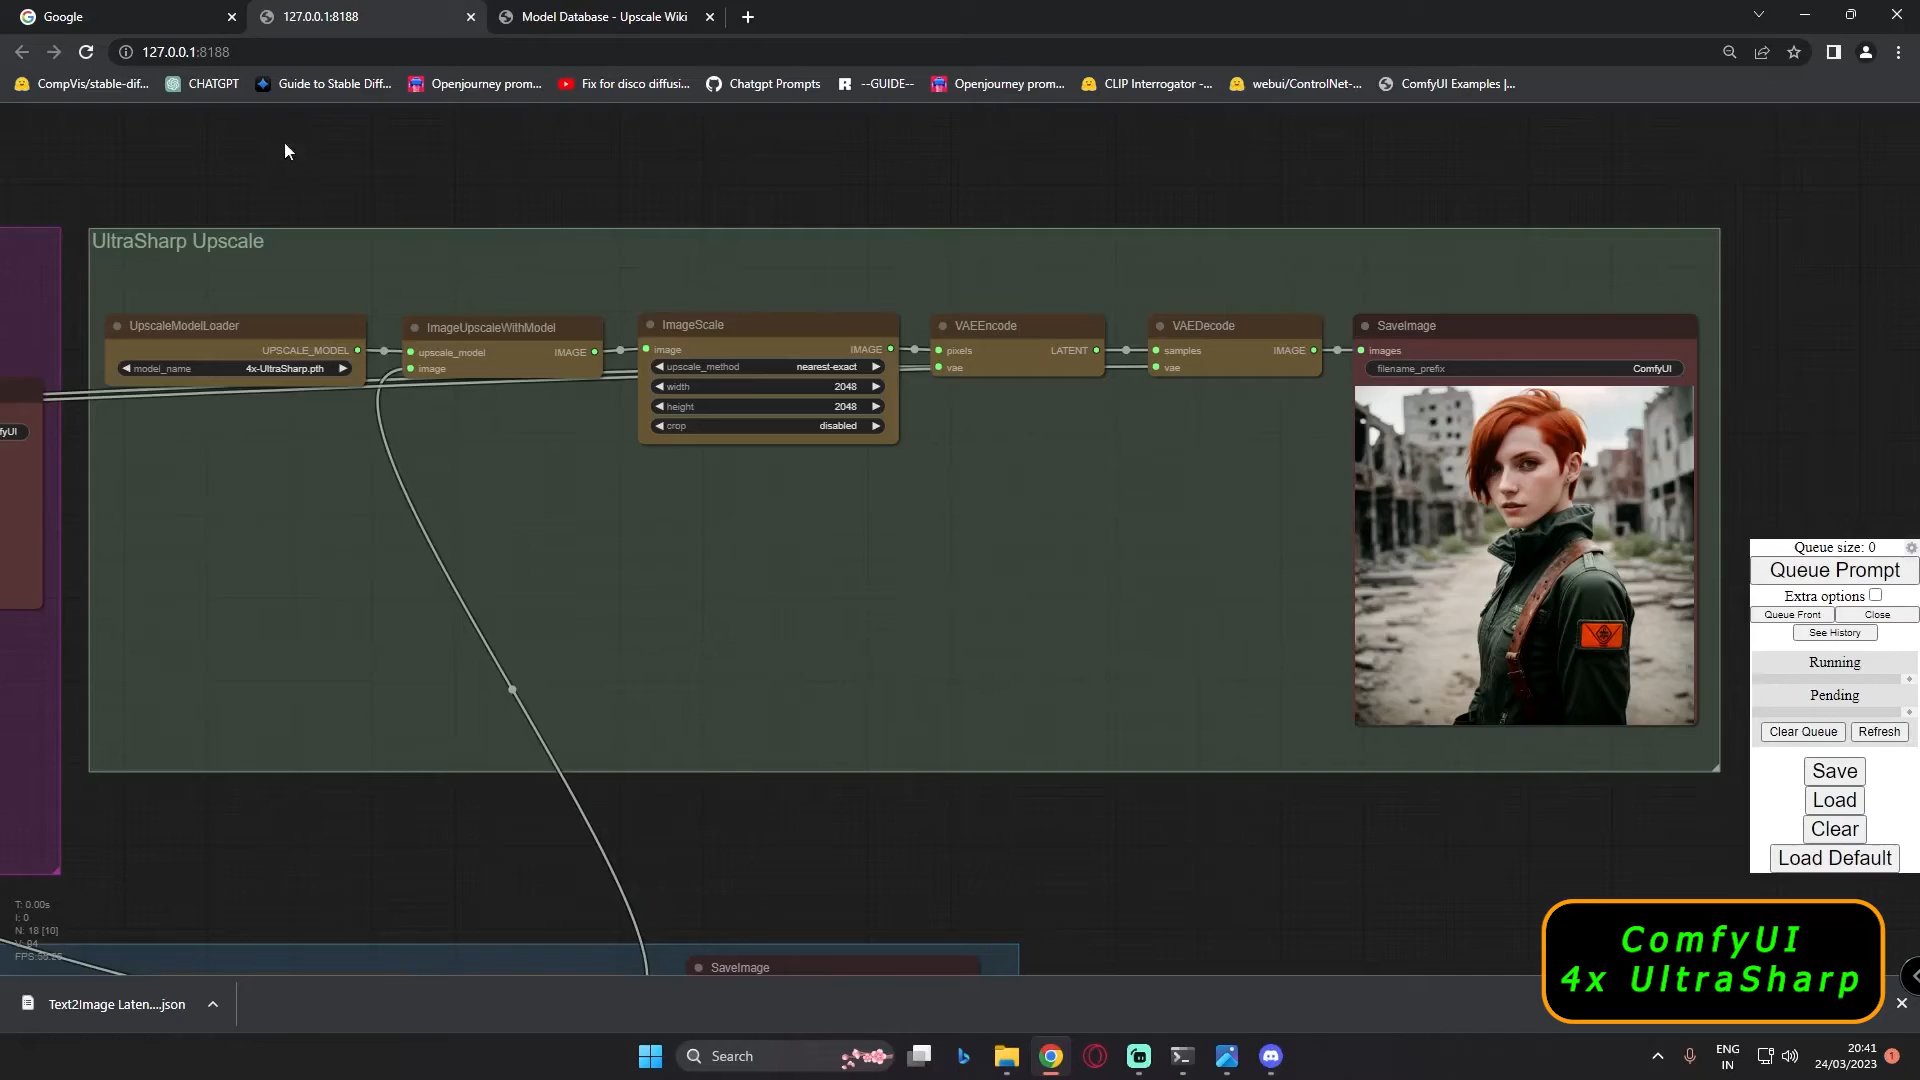 Google
127.0.0.1:8188
Model Database - Upscale Wiki
127.0.0.1:8188
CompVis/stable-dif...
CHATGPT
Guide to Stable Diff...
Openjourney prom...
Fix for disco diffusi...
Chatgpt Prompts
--GUIDE--
Openjourney prom...
CLIP Interrogator -...
webui/ControlNet-...
ComfyUI Examples |...
UltraSharp Upscale
UpscaleModelLoader
UPSCALE_MODEL
model_name
4x-UltraSharp.pth
ImageUpscaleWithModel
upscale_model
IMAGE
image
ImageScale
image
IMAGE
upscale_method
nearest-exact
width
2048
height
2048
crop
disabled
VAEEncode
pixels
LATENT
vae
VAEDecode
samples
IMAGE
vae
SaveImage
images
filename_prefix
ComfyUI
fyUI
Queue size: 0
Queue Prompt
Extra options
Queue Front
Close
See History
Running
Pending
Clear Queue
Refresh
Save
Load
Clear
Load Default
T: 0.00s
I: 0
N: 18 [10]
V: 94
SaveImage
ComfyUI
4x UltraSharp
Text2Image Laten....json
Search
ENG
IN
20:41
24/03/2023
1